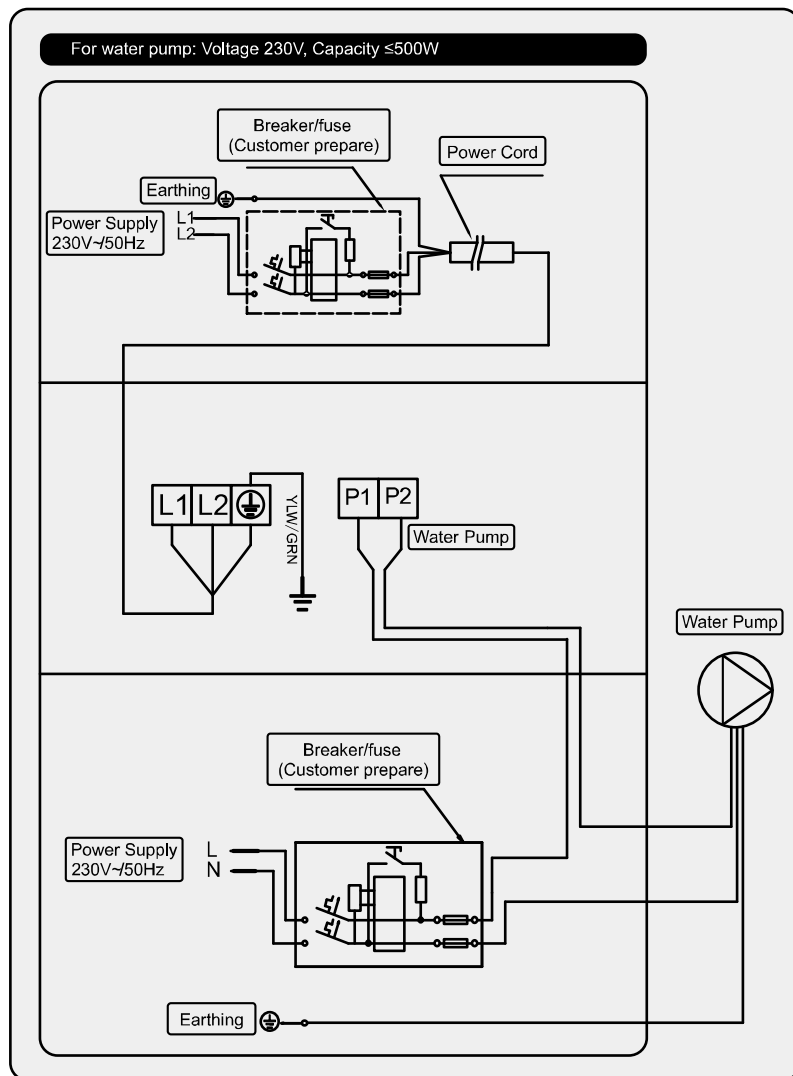 For water pump: Voltage 230V, Capacity ≤500W
Breaker/fuse
(Customer prepare)
Power Cord
Earthing
Power Supply
230V~/50Hz
L1
L2
L1 L2
YLW/GRN
P1 P2
Water Pump
Water Pump
Breaker/fuse
(Customer prepare)
Power Supply
230V~/50Hz
L
N
Earthing